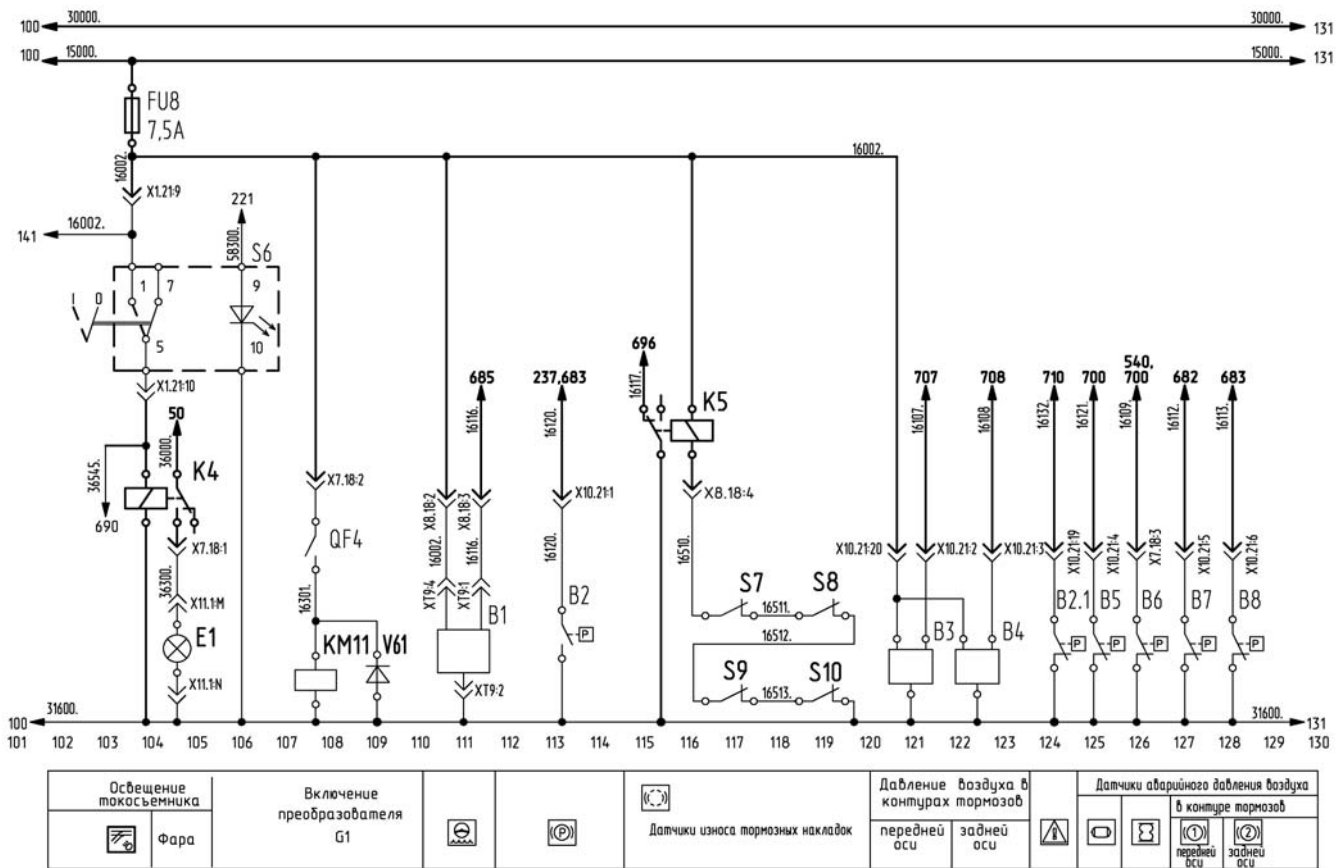 100 30000. 30000. 131
100 15000. 15000. 131
FU8
7,5A
16002. 16002.
X1.21:9
221
141 16002.
58300.
S6
1 7 9
I 0
5 10
X1.21:10
50
36000.
K4
36545.
690
X7.18:1
36300.
X11.1:M
E1
X11.1:N
X7.18:2
QF4
16301.
KM11 V61
685
16116.
X8.18:2 X8.18:3
16002. 16116.
XT9:4 XT9:1
B1
XT9:2
237,683
16120.
X10.21:1
16120.
B2
P
696
16117.
K5
X8.18:4
16510.
S7 16511. S8
16512.
S9 16513. S10
707 708
16107. 16108
X10.21:20 X10.21:2 X10.21:3
B3 B4
710 700 540,
700 682 683
16132. 16121. 16109. 16112. 16113.
X10.21:19 X10.21:4 X7.18:3 X10.21:5 X10.21:6
B2.1 B5 B6 B7 B8
P P P P P
100 31600. 31600. 131
101 102 103 104 105 106 107 108 109 110 111 112 113 114 115 116 117 118 119 120 121 122 123 124 125 126 127 128 129 130
Освещение
токосъемника
Фара
Включение
преобразователя
G1
(P)
Датчики износа тормозных накладок
Давление воздуха в
контурах тормозов
передней
оси
задней
оси
Датчики аварийного давления воздуха
в контуре тормозов
(1)
передней
оси
(2)
задней
оси